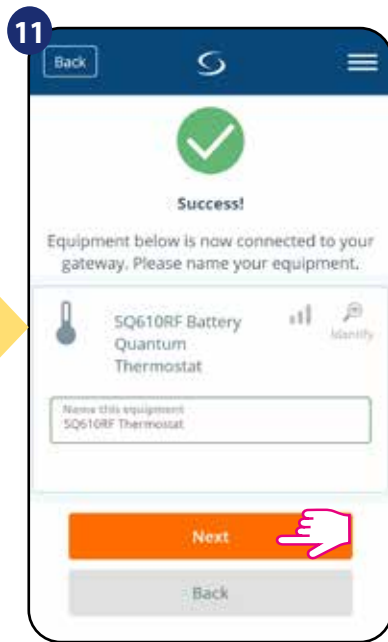 11
Back
Success!
Equipment below is now connected to your
gateway. Please name your equipment.
SQ610RF Battery
Quantum
Thermostat
Identify
Name this equipment
SQ610RF Thermostat
Next
Back